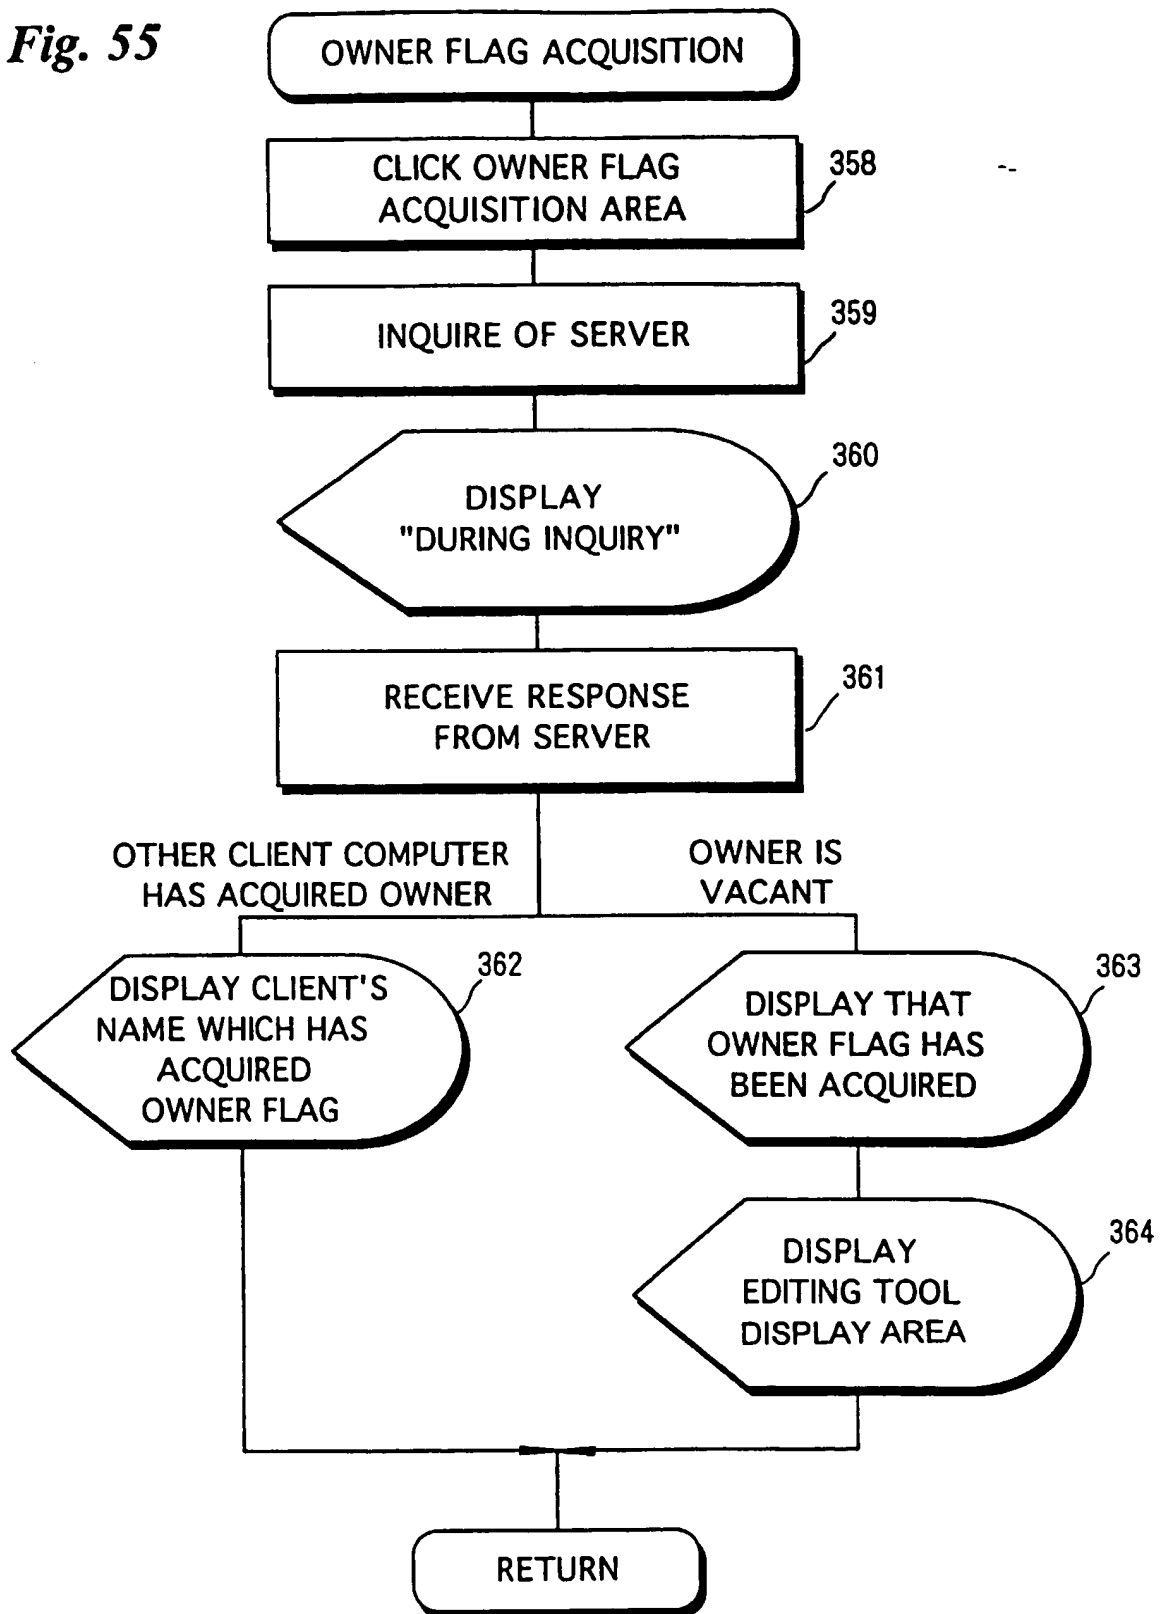 Fig. 55
OWNER FLAG ACQUISITION
CLICK OWNER FLAG
ACQUISITION AREA
358
INQUIRE OF SERVER
359
DISPLAY
"DURING INQUIRY"
360
RECEIVE RESPONSE
FROM SERVER
361
OTHER CLIENT COMPUTER
HAS ACQUIRED OWNER
OWNER IS
VACANT
DISPLAY CLIENT'S
NAME WHICH HAS
ACQUIRED
OWNER FLAG
362
DISPLAY THAT
OWNER FLAG HAS
BEEN ACQUIRED
363
DISPLAY
EDITING TOOL
DISPLAY AREA
364
RETURN